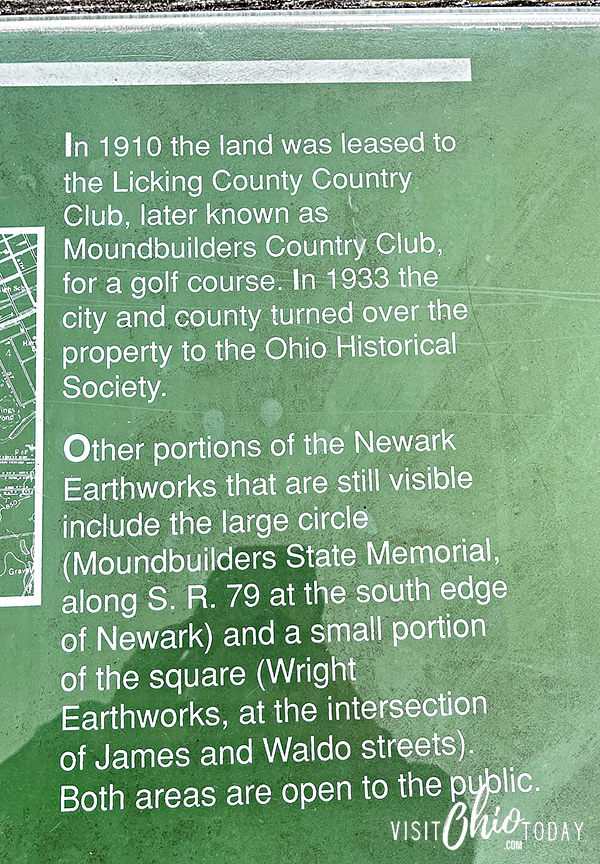 In 1910 the land was leased to
the Licking County Country
Club, later known as
Moundbuilders Country Club,
for a golf course. In 1933 the
city and county turned over the
property to the Ohio Historical
Society.
Other portions of the Newark
Earthworks that are still visible
include the large circle
(Moundbuilders State Memorial,
along S. R. 79 at the south edge
of Newark) and a small portion
of the square (Wright
Earthworks, at the intersection
of James and Waldo streets).
Both areas are open to the public.
4
VISIT Ohio TODAY
.COM